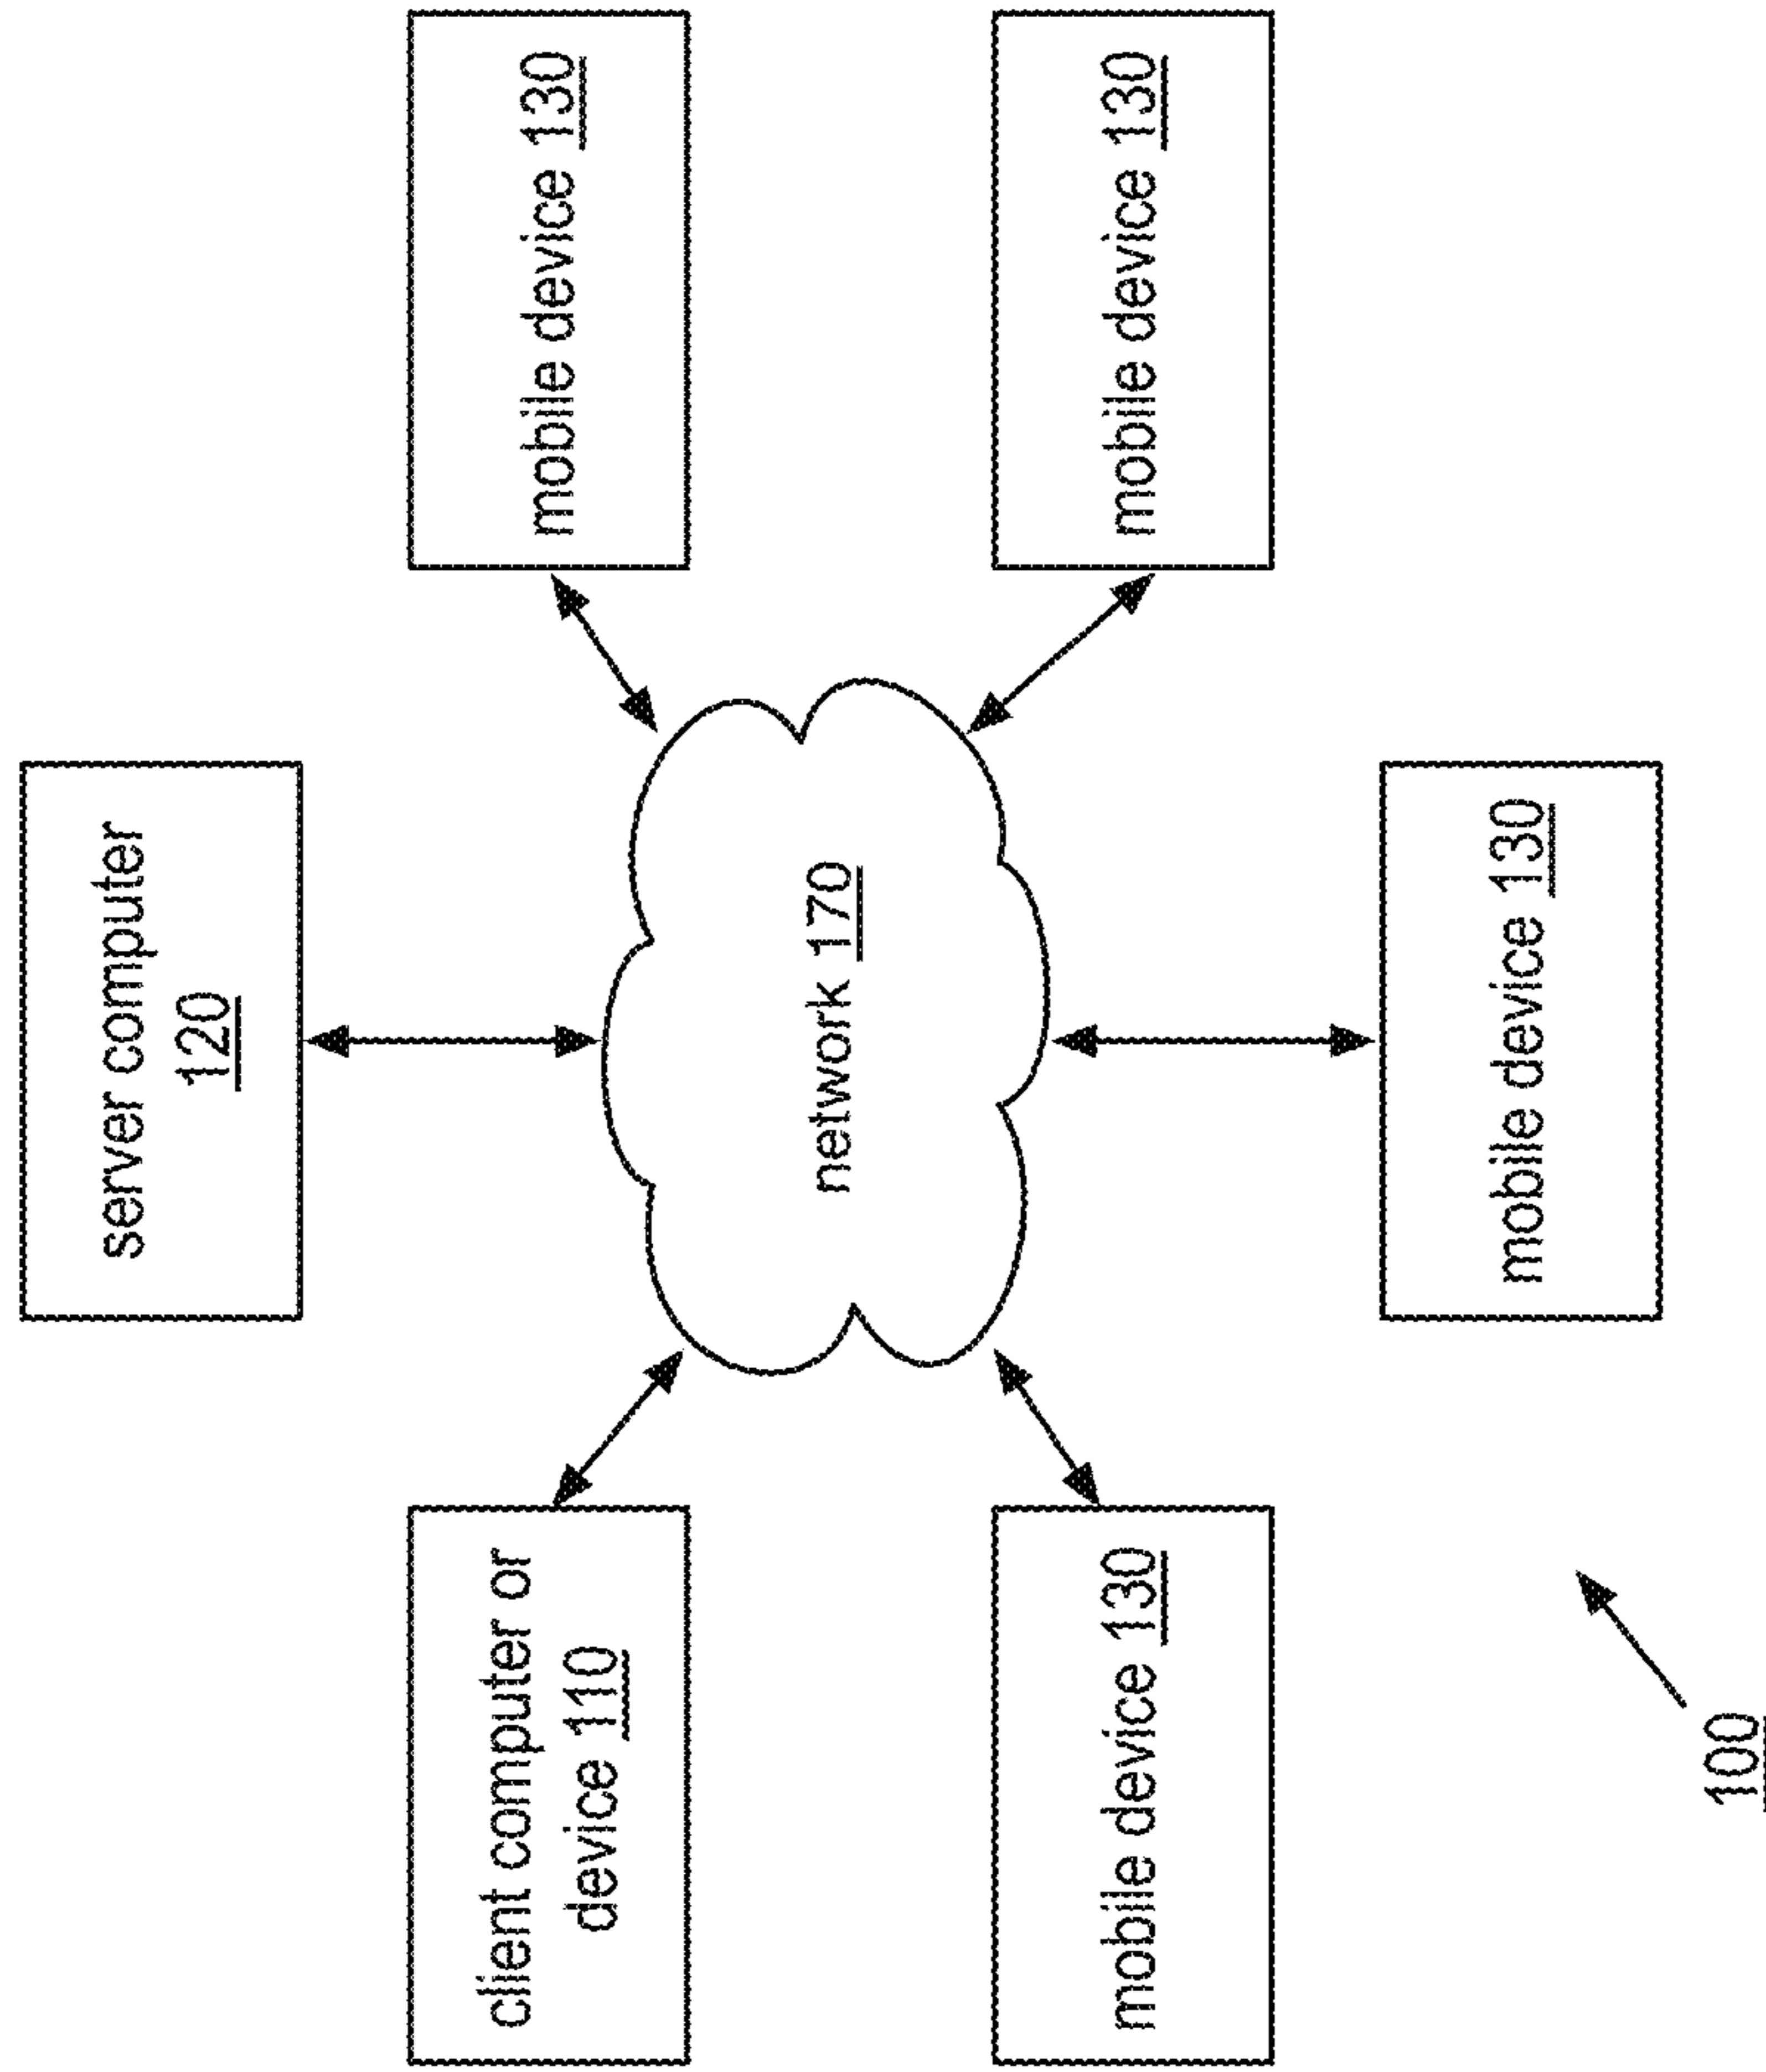 server computer
120
client computer or
device 110
mobile device 130
network 170
mobile device 130
mobile device 130
mobile device 130
100